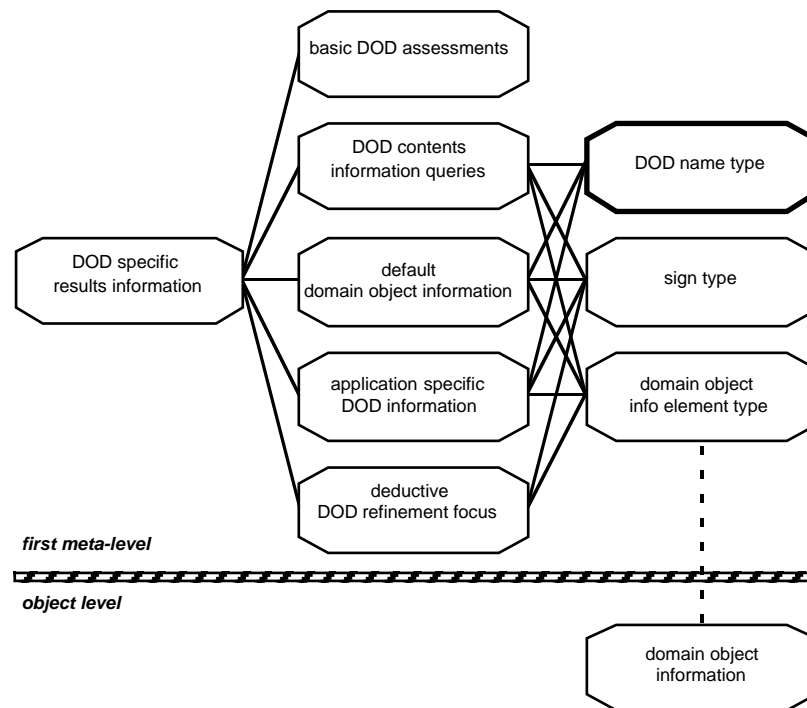 basic DOD assessments
DOD contents
information queries
DOD name type
DOD specific
results information
default
domain object information
sign type
application specific
DOD information
domain object
info element type
deductive
DOD refinement focus
first meta-level
object level
domain object
information